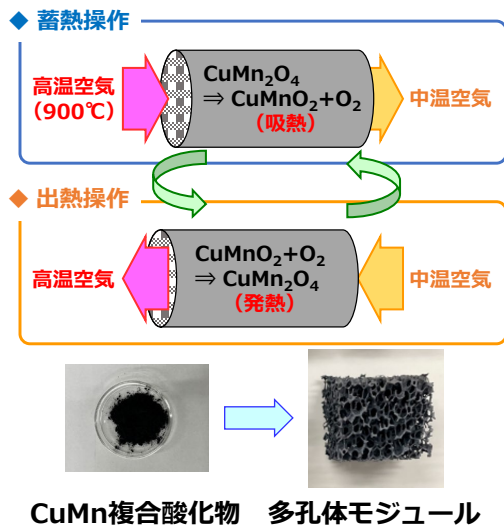 ◆ 蓄熱操作
高温空気
（900℃）
CuMn₂O₄
⇒ CuMnO₂+O₂
（吸熱）
中温空気
◆ 出熱操作
高温空気
CuMnO₂+O₂
⇒ CuMn₂O₄
（発熱）
中温空気
CuMn複合酸化物
多孔体モジュール